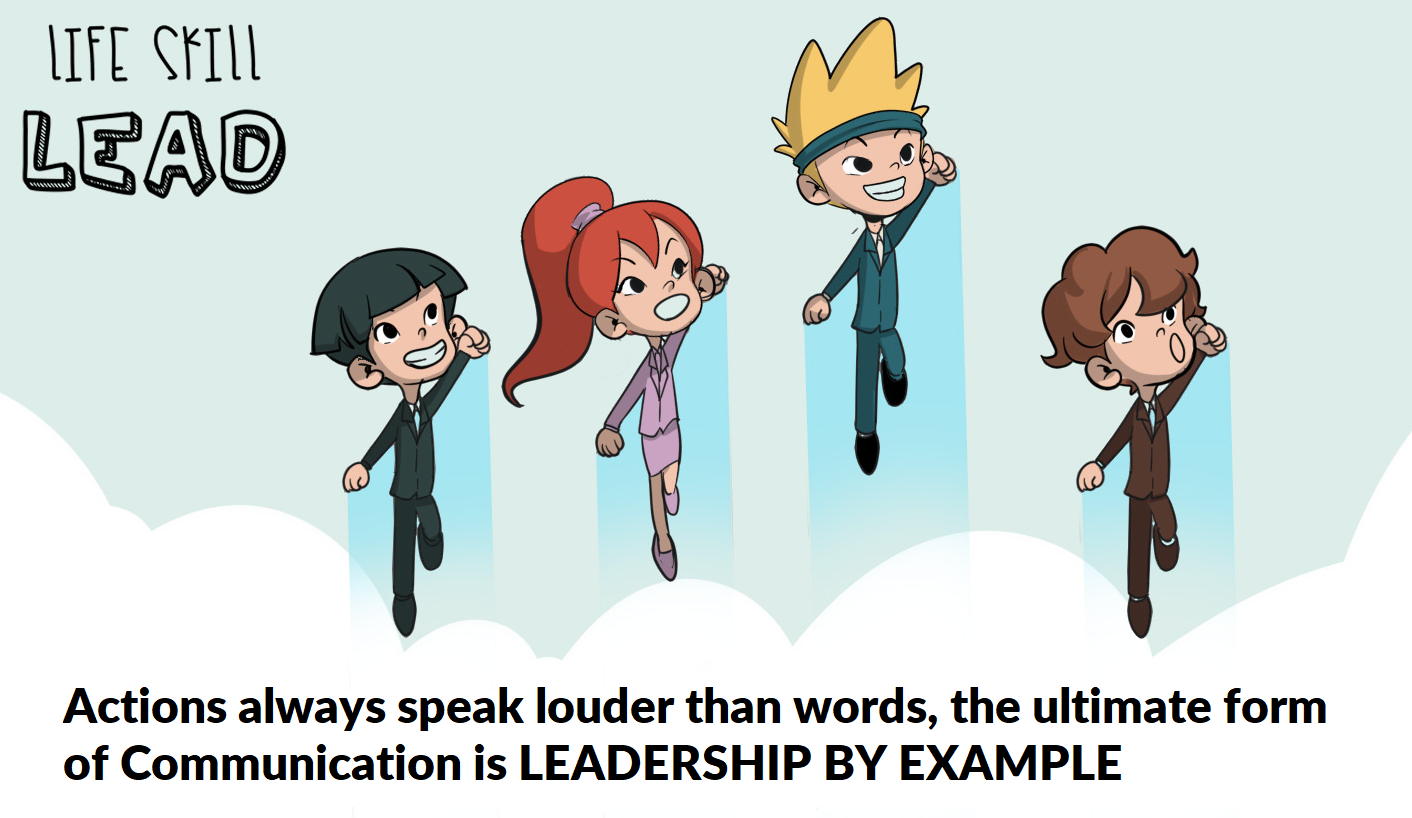 LIFE SKILL
LEAD
Actions always speak louder than words, the ultimate form
of Communication is LEADERSHIP BY EXAMPLE